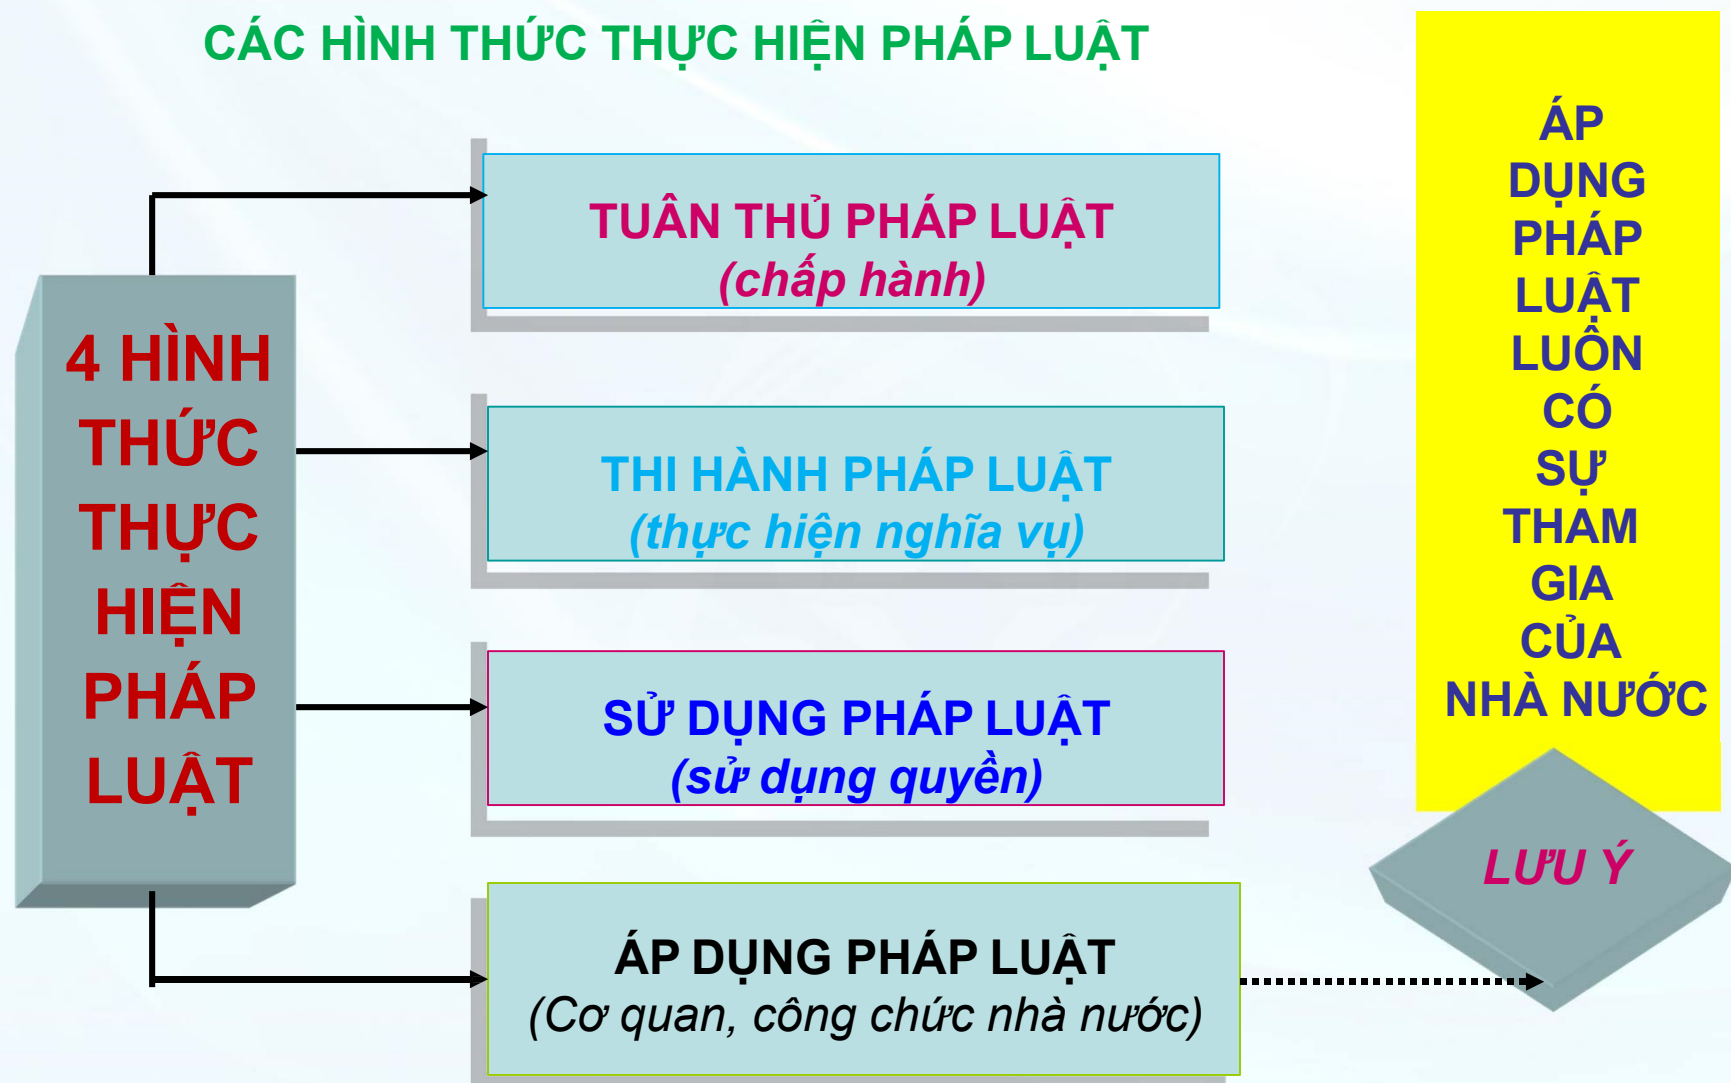 CÁC HÌNH THỨC THỰC HIỆN PHÁP LUẬT
4 HÌNH
THỨC
THỰC
HIỆN
PHÁP
LUẬT
TUÂN THỦ PHÁP LUẬT
(chấp hành)
THI HÀNH PHÁP LUẬT
(thực hiện nghĩa vụ)
SỬ DỤNG PHÁP LUẬT
(sử dụng quyền)
ÁP DỤNG PHÁP LUẬT
(Cơ quan, công chức nhà nước)
ÁP
DỤNG
PHÁP
LUẬT
LUÔN
CÓ
SỰ
THAM
GIA
CỦA
NHÀ NƯỚC
LƯU Ý